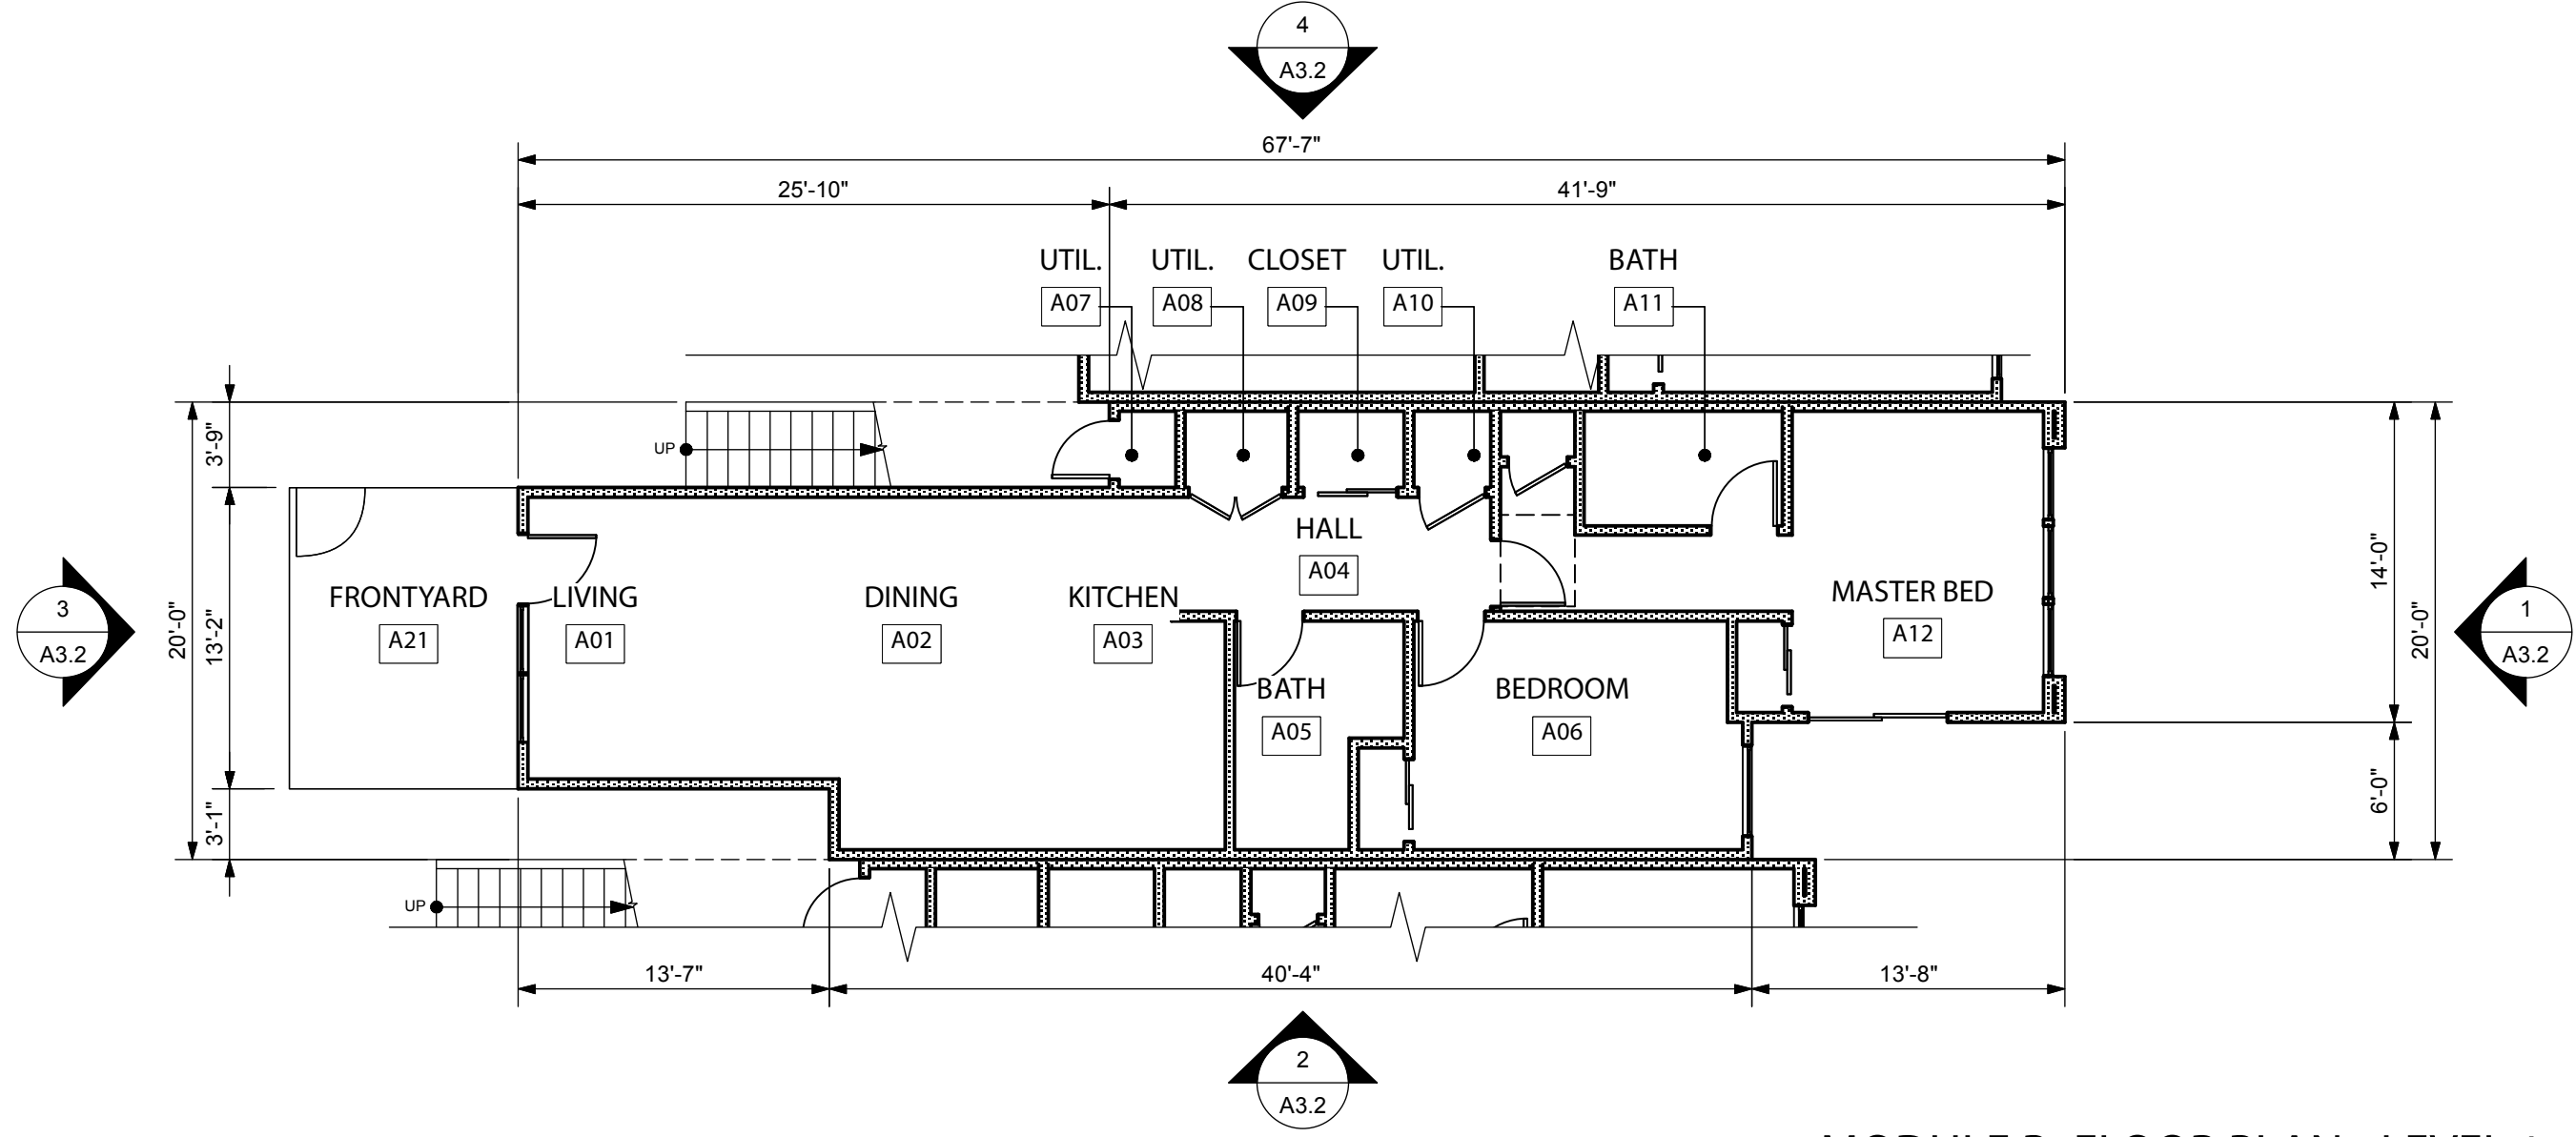 4
A3.2
67'-7"
25'-10" 41'-9"
UTIL. UTIL. CLOSET UTIL. BATH
A07 A08 A09 A10 A11
3'-9"
UP
HALL
A04
14'-0"
FRONTYARD LIVING DINING KITCHEN MASTER BED
A21 A01 A02 A03 A12
3
A3.2
20'-0"
13'-2"
20'-0"
1
A3.2
BATH BEDROOM
A05 A06
6'-0"
3'-1"
UP
13'-7" 40'-4" 13'-8"
2
A3.2